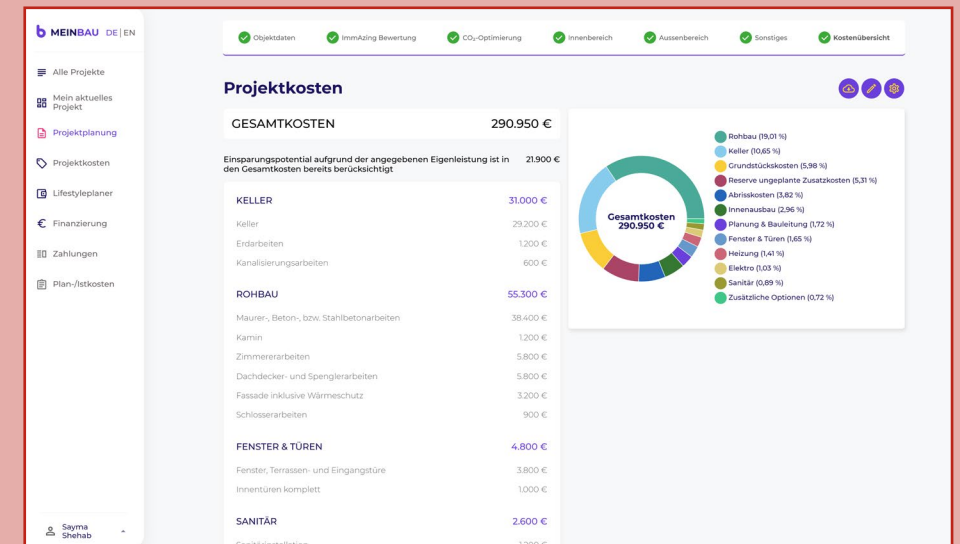 MEINBAU DE | EN
Alle Projekte
Mein aktuelles
Projekt
Projektplanung
Projektkosten
Lifestyleplaner
Finanzierung
Zahlungen
Plan-/Istkosten
Sayma
Shehab
Objektdaten
ImmAzing Bewertung
CO₂-Optimierung
Innenbereich
Aussenbereich
Sonstiges
Kostenübersicht
Projektkosten
GESAMTKOSTEN 290.950 €
Einsparungspotential aufgrund der angegebenen Eigenleistung ist in 21.900 €
den Gesamtkosten bereits berücksichtigt
KELLER 31.000 €
Keller 29.200 €
Erdarbeiten 1.200 €
Kanalisierungsarbeiten 600 €
ROHBAU 55.300 €
Maurer-, Beton-, bzw. Stahlbetonarbeiten 38.400 €
Kamin 1.200 €
Zimmererarbeiten 5.800 €
Dachdecker- und Spenglerarbeiten 5.800 €
Fassade inklusive Wärmeschutz 3.200 €
Schlosserarbeiten 900 €
FENSTER & TÜREN 4.800 €
Fenster, Terrassen- und Eingangstüre 3.800 €
Innentüren komplett 1.000 €
SANITÄR 2.600 €
Gesamtkosten
290.950 €
Rohbau (19,01 %)
Keller (10,65 %)
Grundstückskosten (5,98 %)
Reserve ungeplante Zusatzkosten (5,31 %)
Abrisskosten (3,82 %)
Innenausbau (2,96 %)
Planung & Bauleitung (1,72 %)
Fenster & Türen (1,65 %)
Heizung (1,41 %)
Elektro (1,03 %)
Sanitär (0,89 %)
Zusätzliche Optionen (0,72 %)